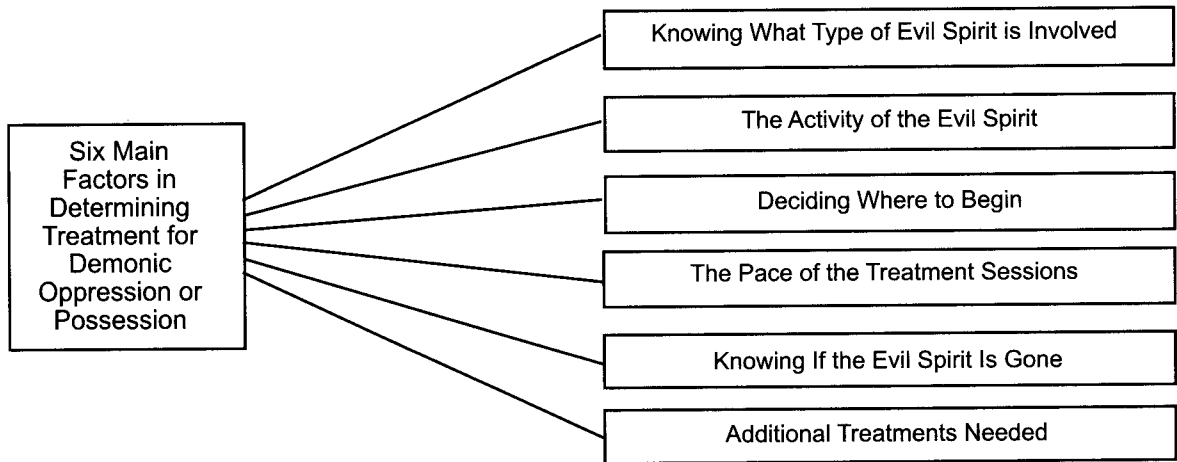 Six Main
Factors in
Determining
Treatment for
Demonic
Oppression or
Possession
Knowing What Type of Evil Spirit is Involved
The Activity of the Evil Spirit
Deciding Where to Begin
The Pace of the Treatment Sessions
Knowing If the Evil Spirit Is Gone
Additional Treatments Needed